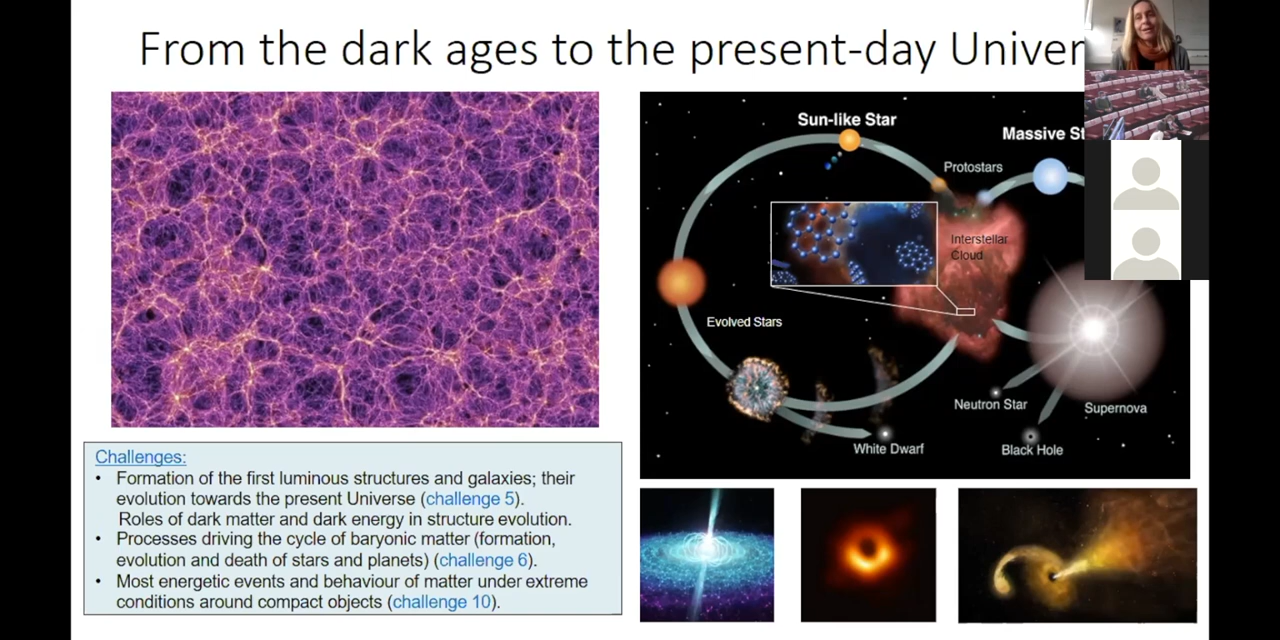 From the dark ages to the present-day Univer
Sun-like Star
Massive St
Protostars
Interstellar
Cloud
Evolved Stars
Neutron Star
Supernova
White Dwarf
Black Hole
Challenges:
• Formation of the first luminous structures and galaxies; their
evolution towards the present Universe (challenge 5).
Roles of dark matter and dark energy in structure evolution.
• Processes driving the cycle of baryonic matter (formation,
evolution and death of stars and planets) (challenge 6).
• Most energetic events and behaviour of matter under extreme
conditions around compact objects (challenge 10).